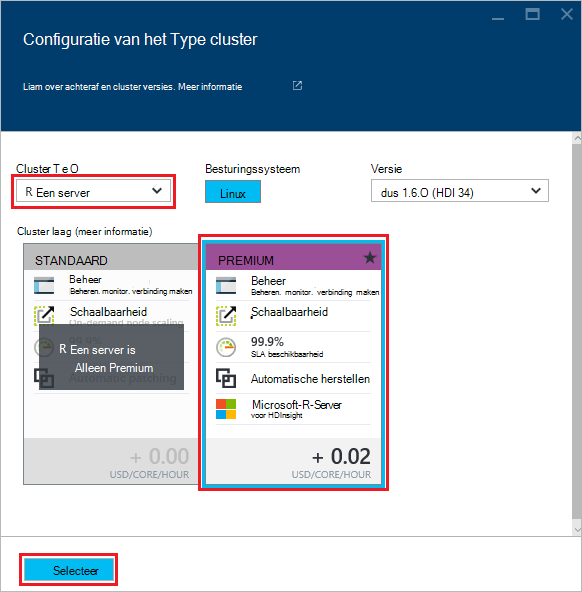 Configuratie van het Type cluster
Liam over achteraf en cluster versies. Meer informatie
Cluster T e O
Besturingssysteem
Versie
R Een server
Linux
dus 1.6.O (HDI 34)
Cluster laag (meer informatie)
STANDAARD
Beheer
Beheren. monitor. verbinding maken
Schaalbaarheid
On-demand node scaling
99.9%
R Een server is
Alleen Premium
Automatic patching
+ 0.00
USD/CORE/HOUR
PREMIUM
Beheer
Beheren. monitor. verbinding maken
Schaalbaarheid
99.9%
SLA beschikbaarheid
Automatische herstellen
Microsoft-R-Server
voor HDInsight
+ 0.02
USD/CORE/HOUR
Selecteer